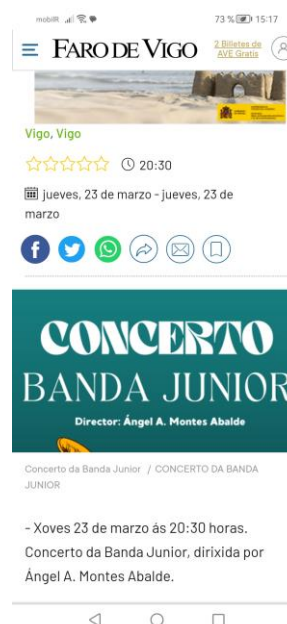 mobilR 73 % 15:17
FARO DE VIGO
2 Billetes de
AVE Gratis
Vigo, Vigo
20:30
jueves, 23 de marzo - jueves, 23 de
marzo
CONCERTO
BANDA JUNIOR
Director: Ángel A. Montes Abalde
Concerto da Banda Junior / CONCERTO DA BANDA
JUNIOR
- Xoves 23 de marzo ás 20:30 horas.
Concerto da Banda Junior, dirixida por
Ángel A. Montes Abalde.